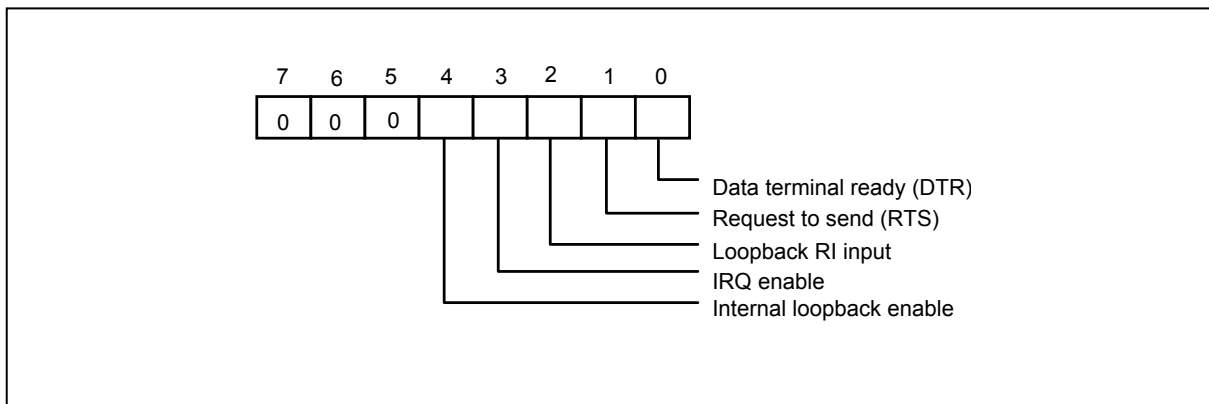 7 6 5 4 3 2 1 0
0 0 0
Data terminal ready (DTR)
Request to send (RTS)
Loopback RI input
IRQ enable
Internal loopback enable